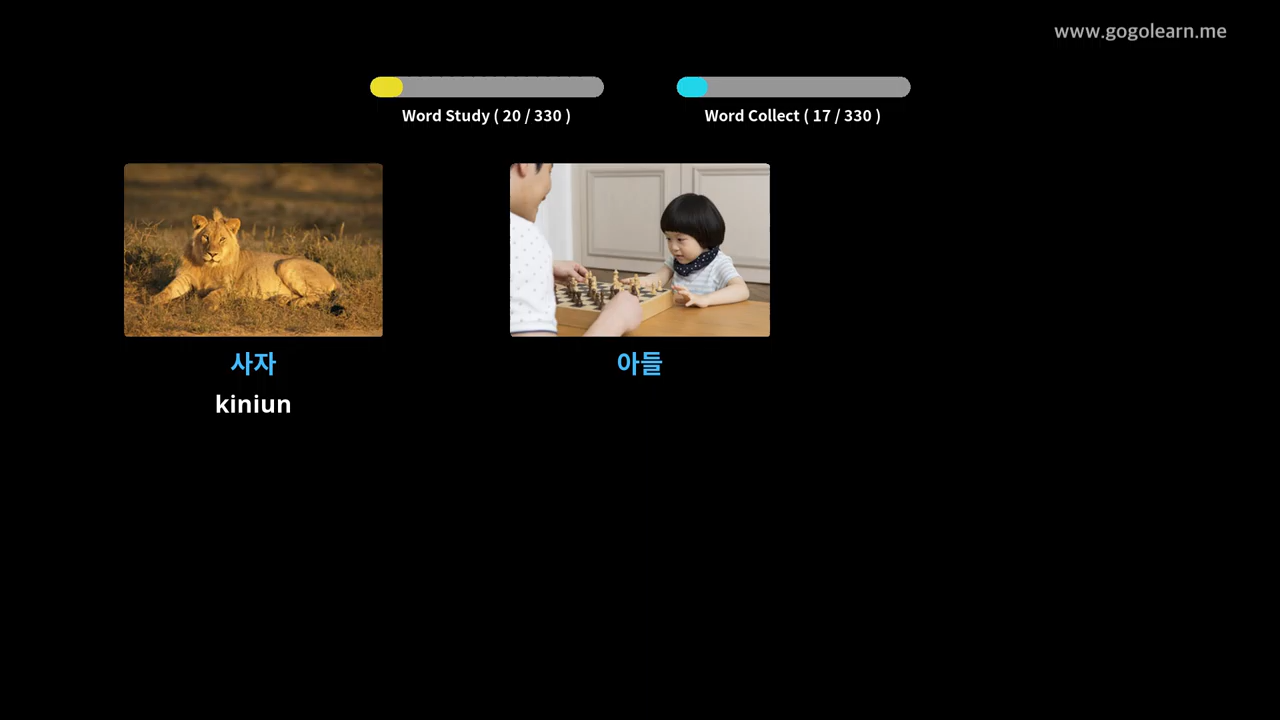 www.gogolearn.me
Word Study ( 20 / 330 )
Word Collect ( 17 / 330 )
사자
아들
kiniun